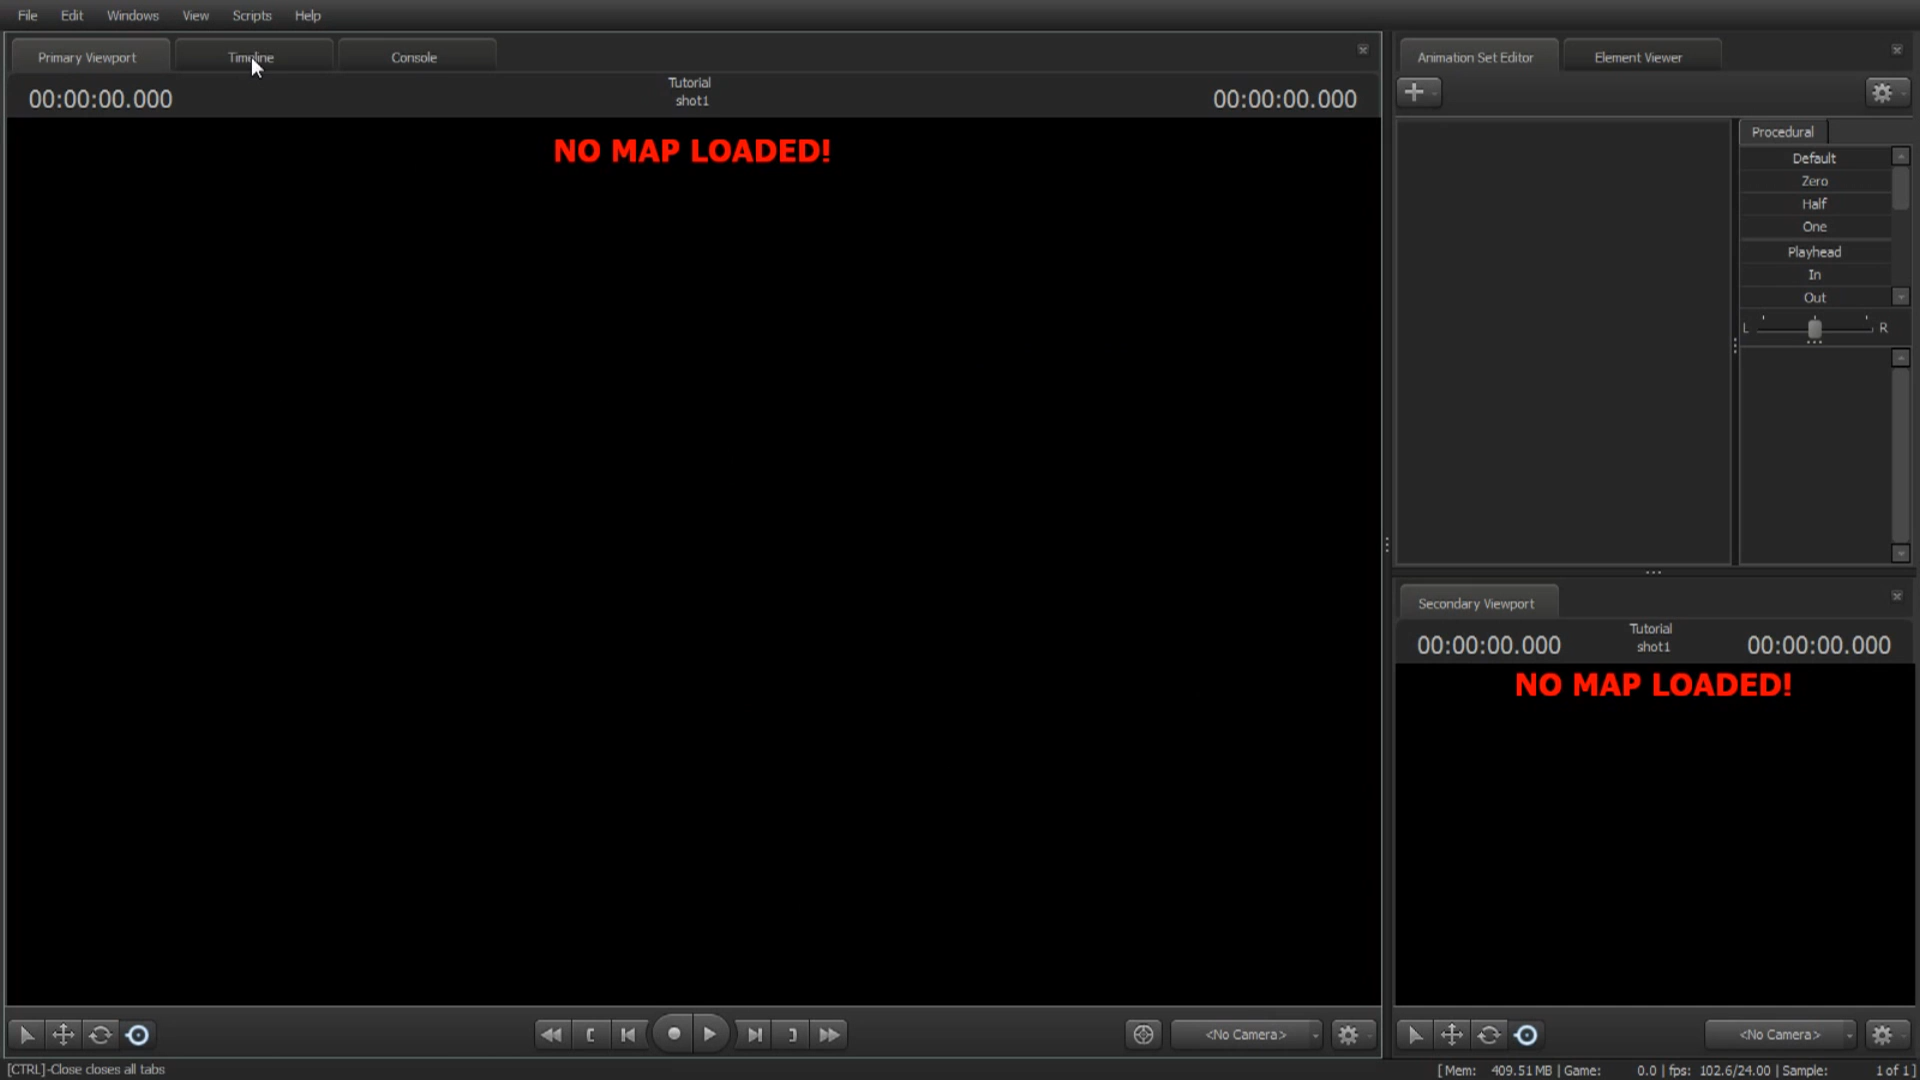 File Edit Windows View Scripts Help
Primary Viewport Timeline Console
00:00:00.000 Tutorial 00:00:00.000
shot1
NO MAP LOADED!
<No Camera>
Animation Set Editor Element Viewer
Procedural
Default
Zero
Half
One
Playhead
In
Out
L R
Secondary Viewport
00:00:00.000 Tutorial 00:00:00.000
shot1
NO MAP LOADED!
<No Camera>
[CTRL]-Close closes all tabs
[ Mem: 409.51 MB | Game: 0.0 | fps: 102.6/24.00 | Sample: 1 of 1 ]